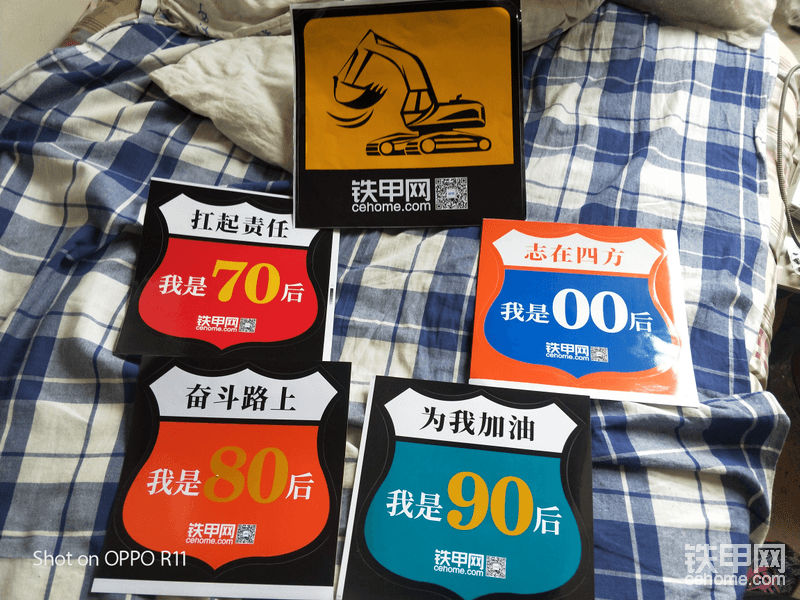 铁甲网
cehome.com
扛起责任
我是70后
铁甲网
cehome.com
志在四方
我是00后
铁甲网
cehome.com
奋斗路上
我是80后
铁甲网
cehome.com
为我加油
我是90后
铁甲网
cehome.com
Shot on OPPO R11
铁甲网
cehome.com